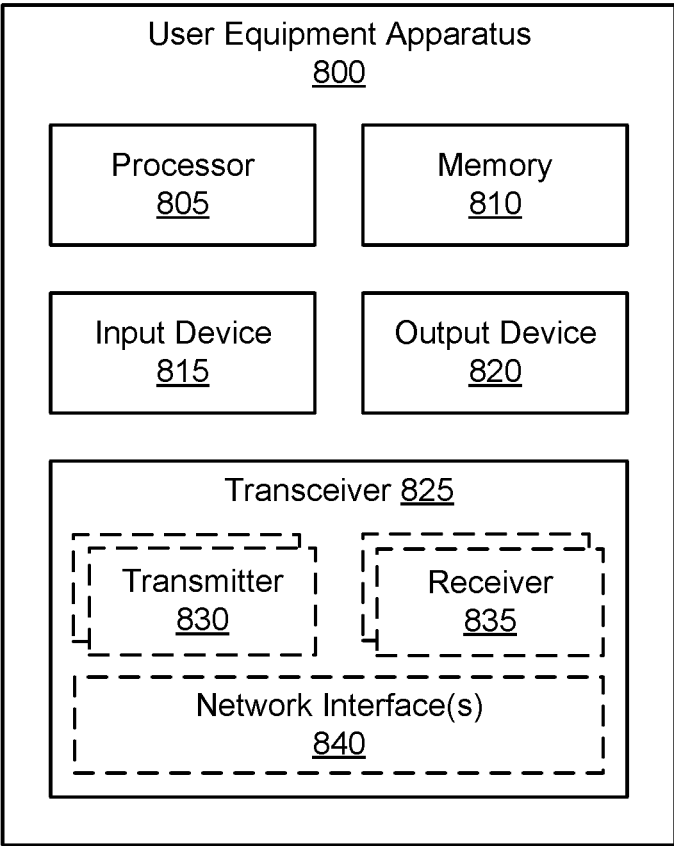 User Equipment Apparatus
800
Processor
805
Memory
810
Input Device
815
Output Device
820
Transceiver 825
Transmitter
830
Receiver
835
Network Interface(s)
840